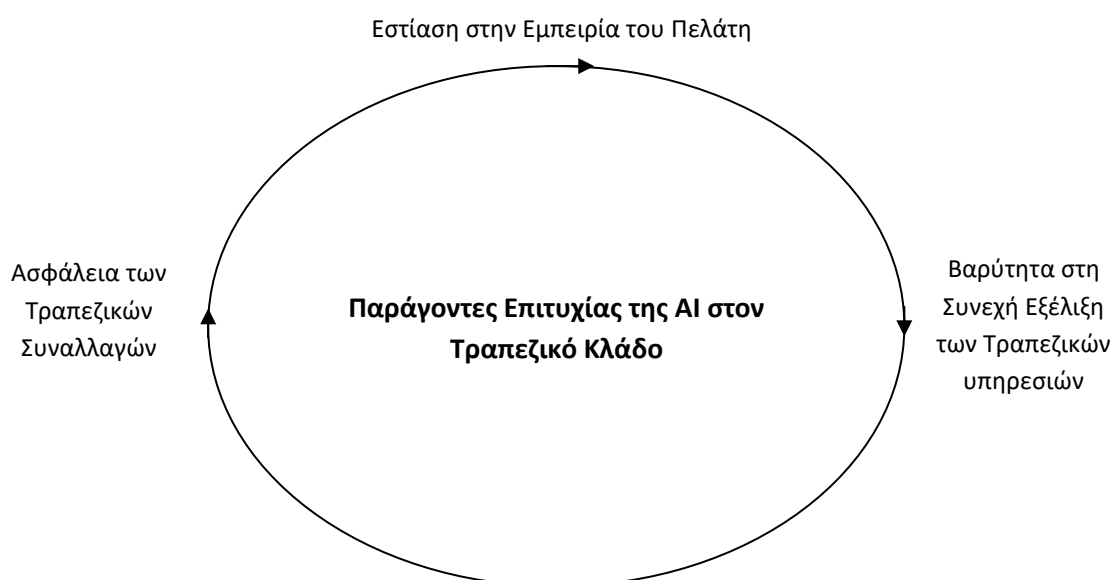 Εστίαση στην Εμπειρία του Πελάτη
Ασφάλεια των
Τραπεζικών
Συναλλαγών
Παράγοντες Επιτυχίας της AI στον
Τραπεζικό Κλάδο
Βαρύτητα στη
Συνεχή Εξέλιξη
των Τραπεζικών
υπηρεσιών